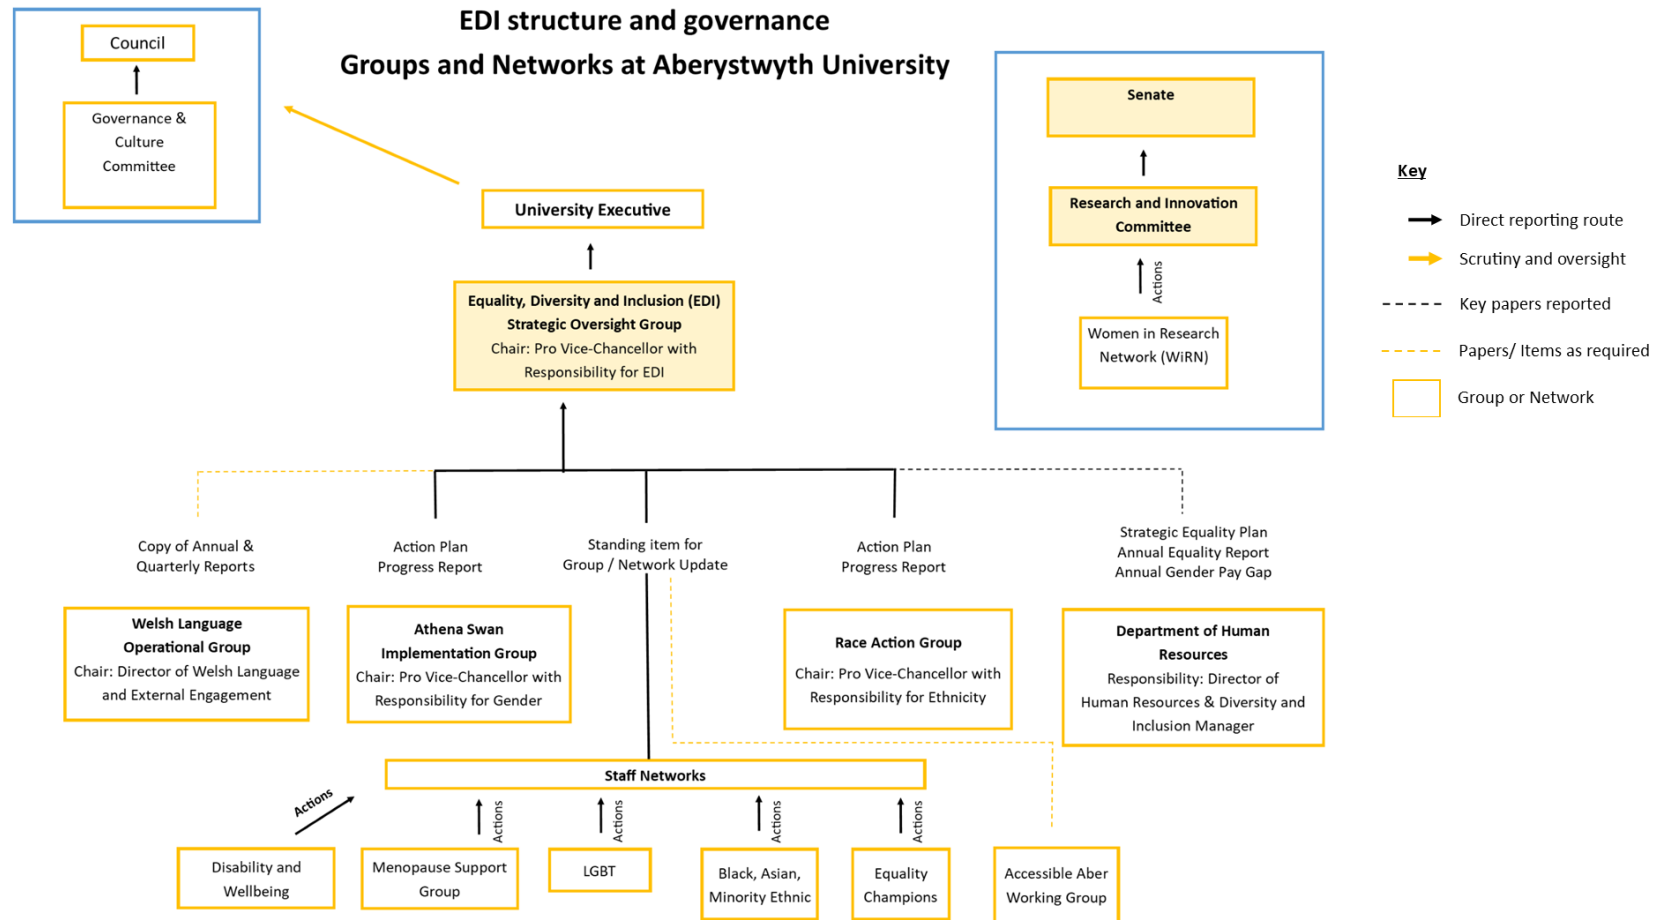 EDI structure and governance
Groups and Networks at Aberystwyth University
Council
Governance &
Culture
Committee
University Executive
Equality, Diversity and Inclusion (EDI)
Strategic Oversight Group
Chair: Pro Vice-Chancellor with
Responsibility for EDI
Senate
Research and Innovation
Committee
Actions
Women in Research
Network (WiRN)
Key
Direct reporting route
Scrutiny and oversight
Key papers reported
Papers/ Items as required
Group or Network
Copy of Annual &
Quarterly Reports
Action Plan
Progress Report
Standing item for
Group / Network Update
Action Plan
Progress Report
Strategic Equality Plan
Annual Equality Report
Annual Gender Pay Gap
Welsh Language
Operational Group
Chair: Director of Welsh Language
and External Engagement
Athena Swan
Implementation Group
Chair: Pro Vice-Chancellor with
Responsibility for Gender
Race Action Group
Chair: Pro Vice-Chancellor with
Responsibility for Ethnicity
Department of Human
Resources
Responsibility: Director of
Human Resources & Diversity and
Inclusion Manager
Staff Networks
Actions
Actions
Actions
Actions
Actions
Disability and
Wellbeing
Menopause Support
Group
LGBT
Black, Asian,
Minority Ethnic
Equality
Champions
Accessible Aber
Working Group